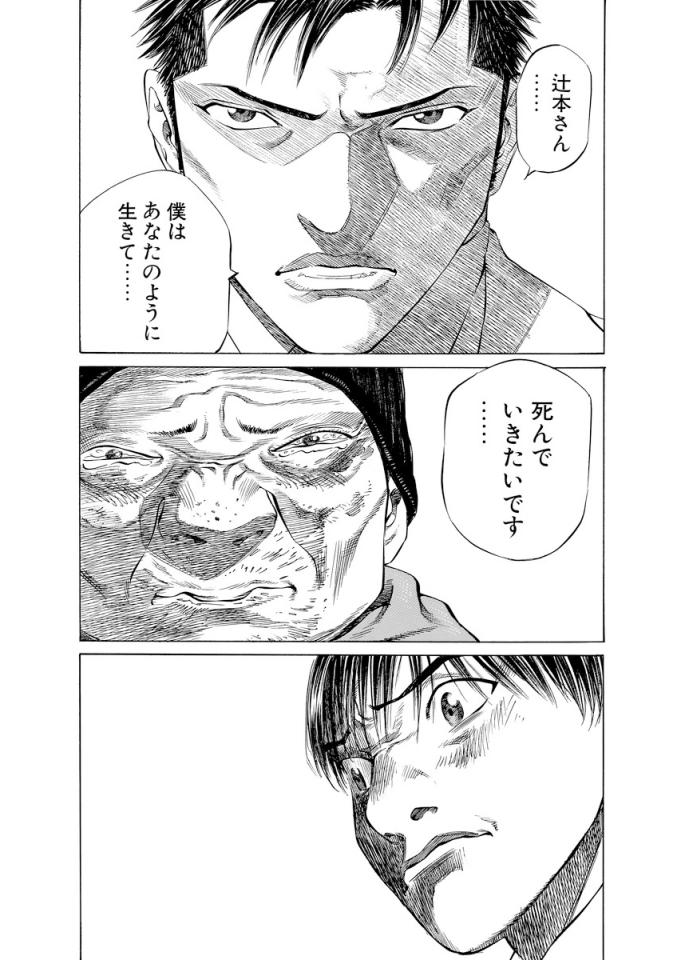 辻本さん
……
僕は
あなたのように
生きて……
死んで
いきたいです
……